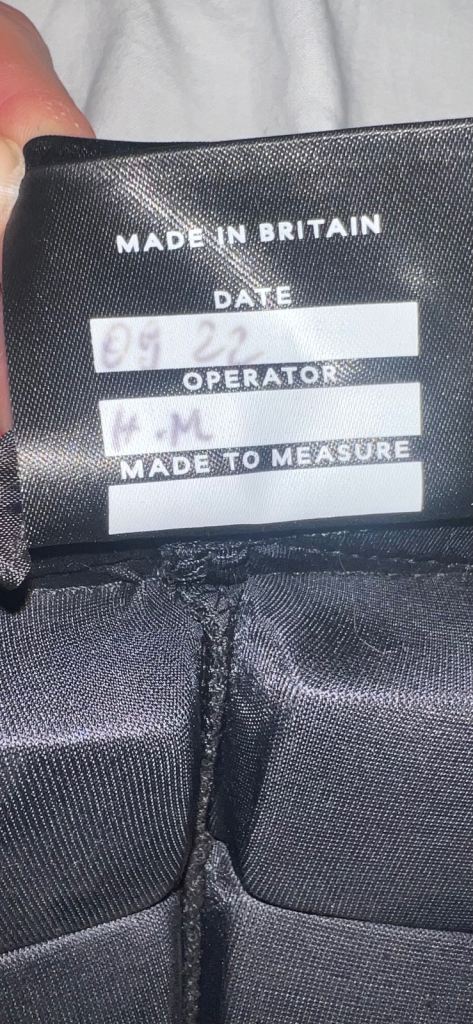 MADE IN BRITAIN
DATE
09 22
OPERATOR
H.M
MADE TO MEASURE